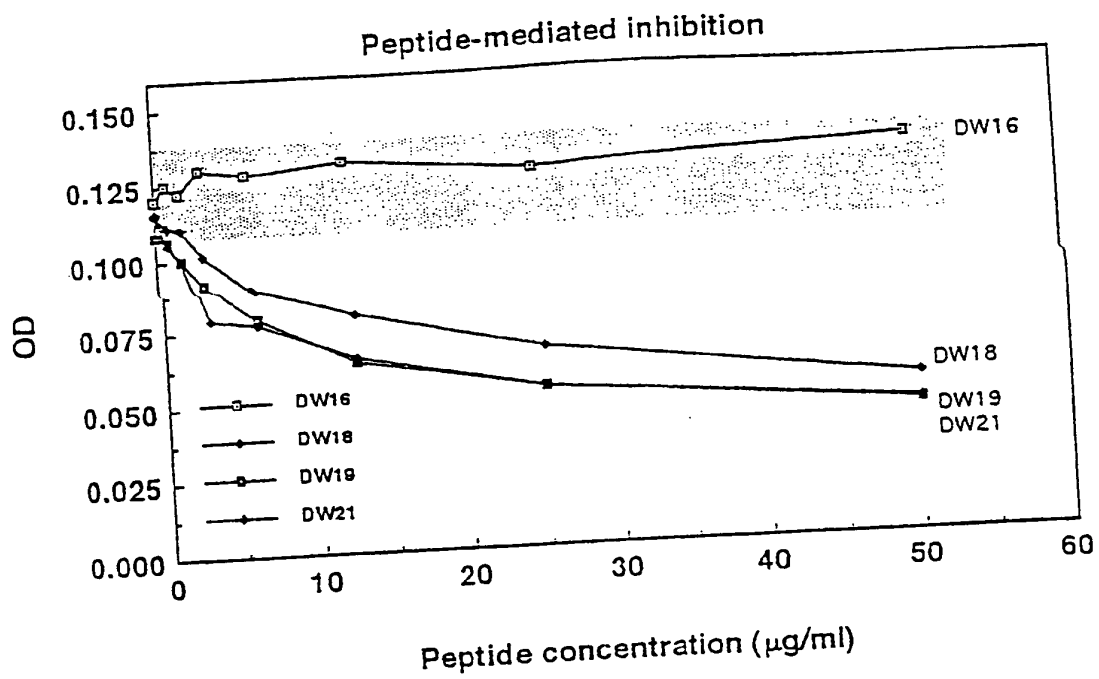 Peptide-mediated inhibition
OD
0.150
0.125
0.100
0.075
0.050
0.025
0.000
DW16
DW18
DW19
DW21
DW16
DW18
DW19
DW21
0
10
20
30
40
50
60
Peptide concentration (µg/ml)